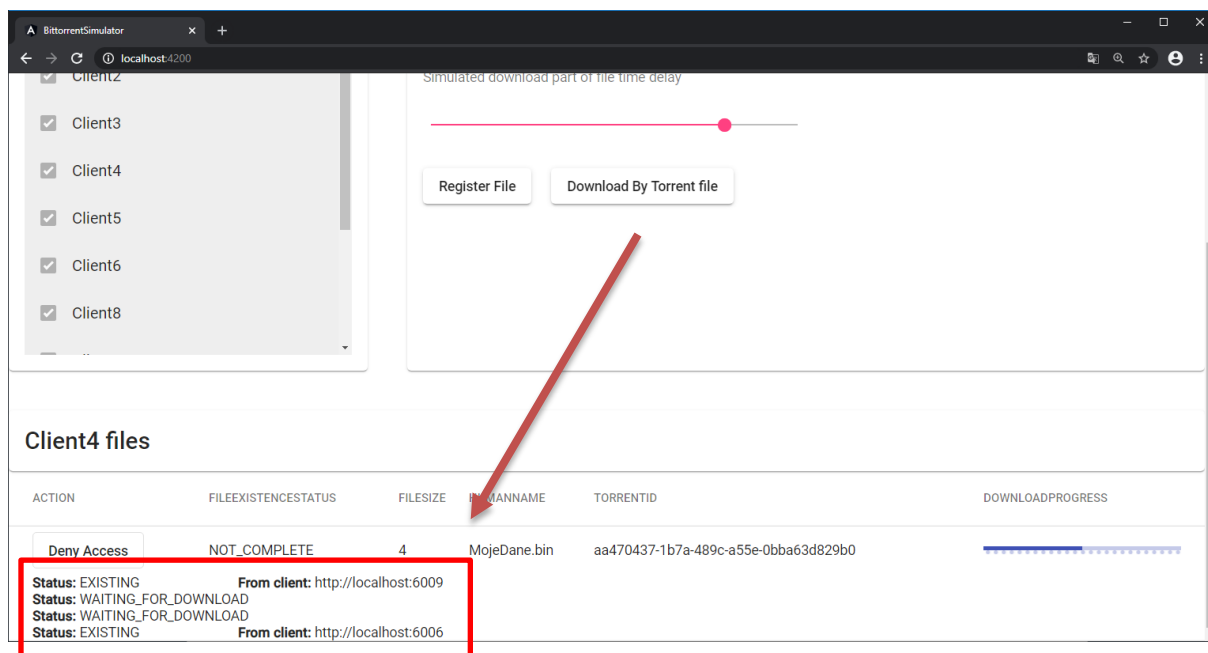 BittorrentSimulator
localhost:4200
Client2
Simulated download part of file time delay
Client3
Client4
Register File
Download By Torrent file
Client5
Client6
Client8
Client4 files
ACTION FILEEXISTENCESTATUS FILESIZE MANNAME TORRENTID DOWNLOADPROGRESS
Deny Access NOT_COMPLETE 4 MojeDane.bin aa470437-1b7a-489c-a55e-0bba63d829b0
Status: EXISTING From client: http://localhost:6009
Status: WAITING_FOR_DOWNLOAD
Status: WAITING_FOR_DOWNLOAD
Status: EXISTING From client: http://localhost:6006